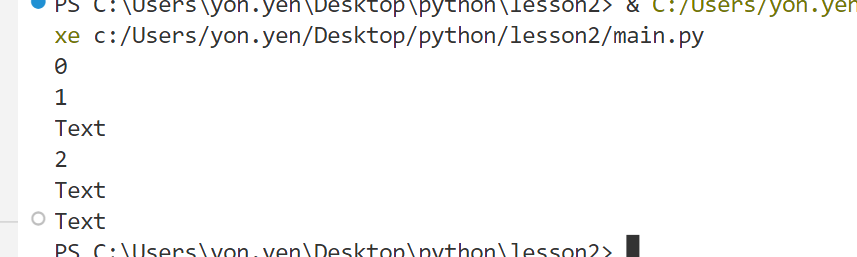 PS C:\Users\yon.yen\Desktop\python\lesson2> & C:/Users/yon.yen
xe c:/Users/yon.yen/Desktop/python/lesson2/main.py
0
1
Text
2
Text
Text
PS C:\Users\yon.yen\Desktop\python\lesson2>